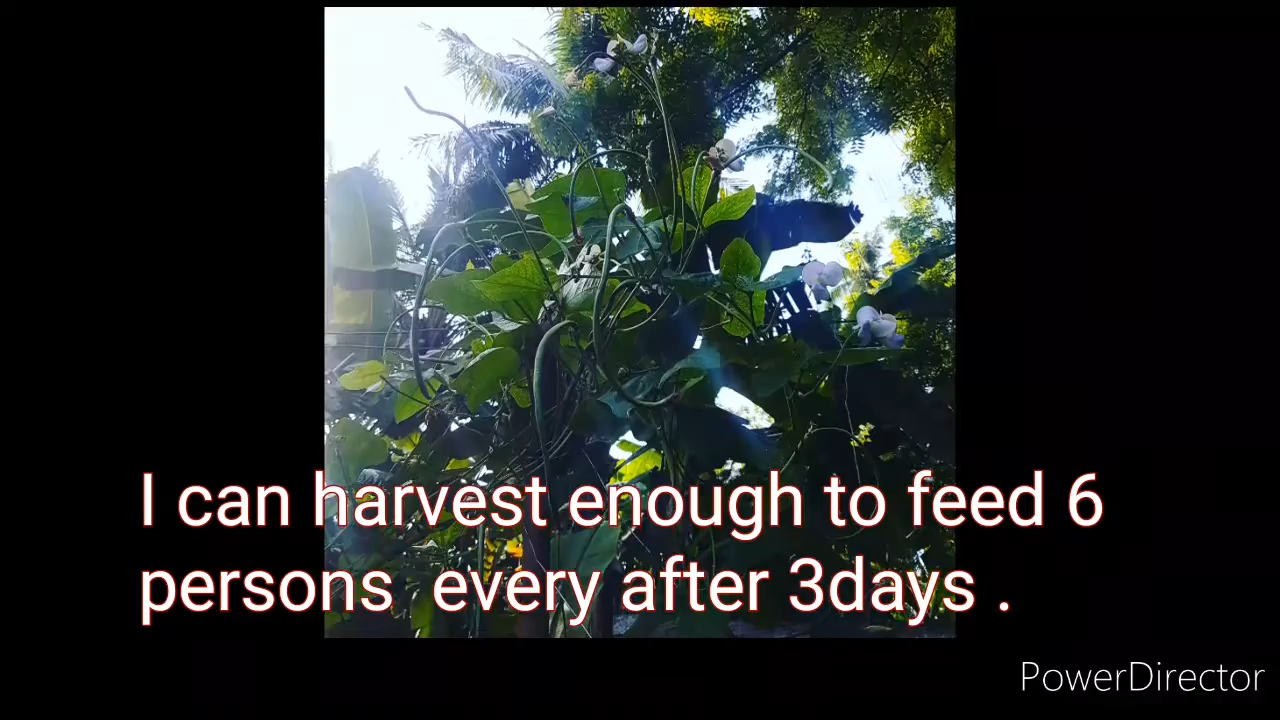 I can harvest enough to feed 6
persons  every after 3days .
PowerDirector